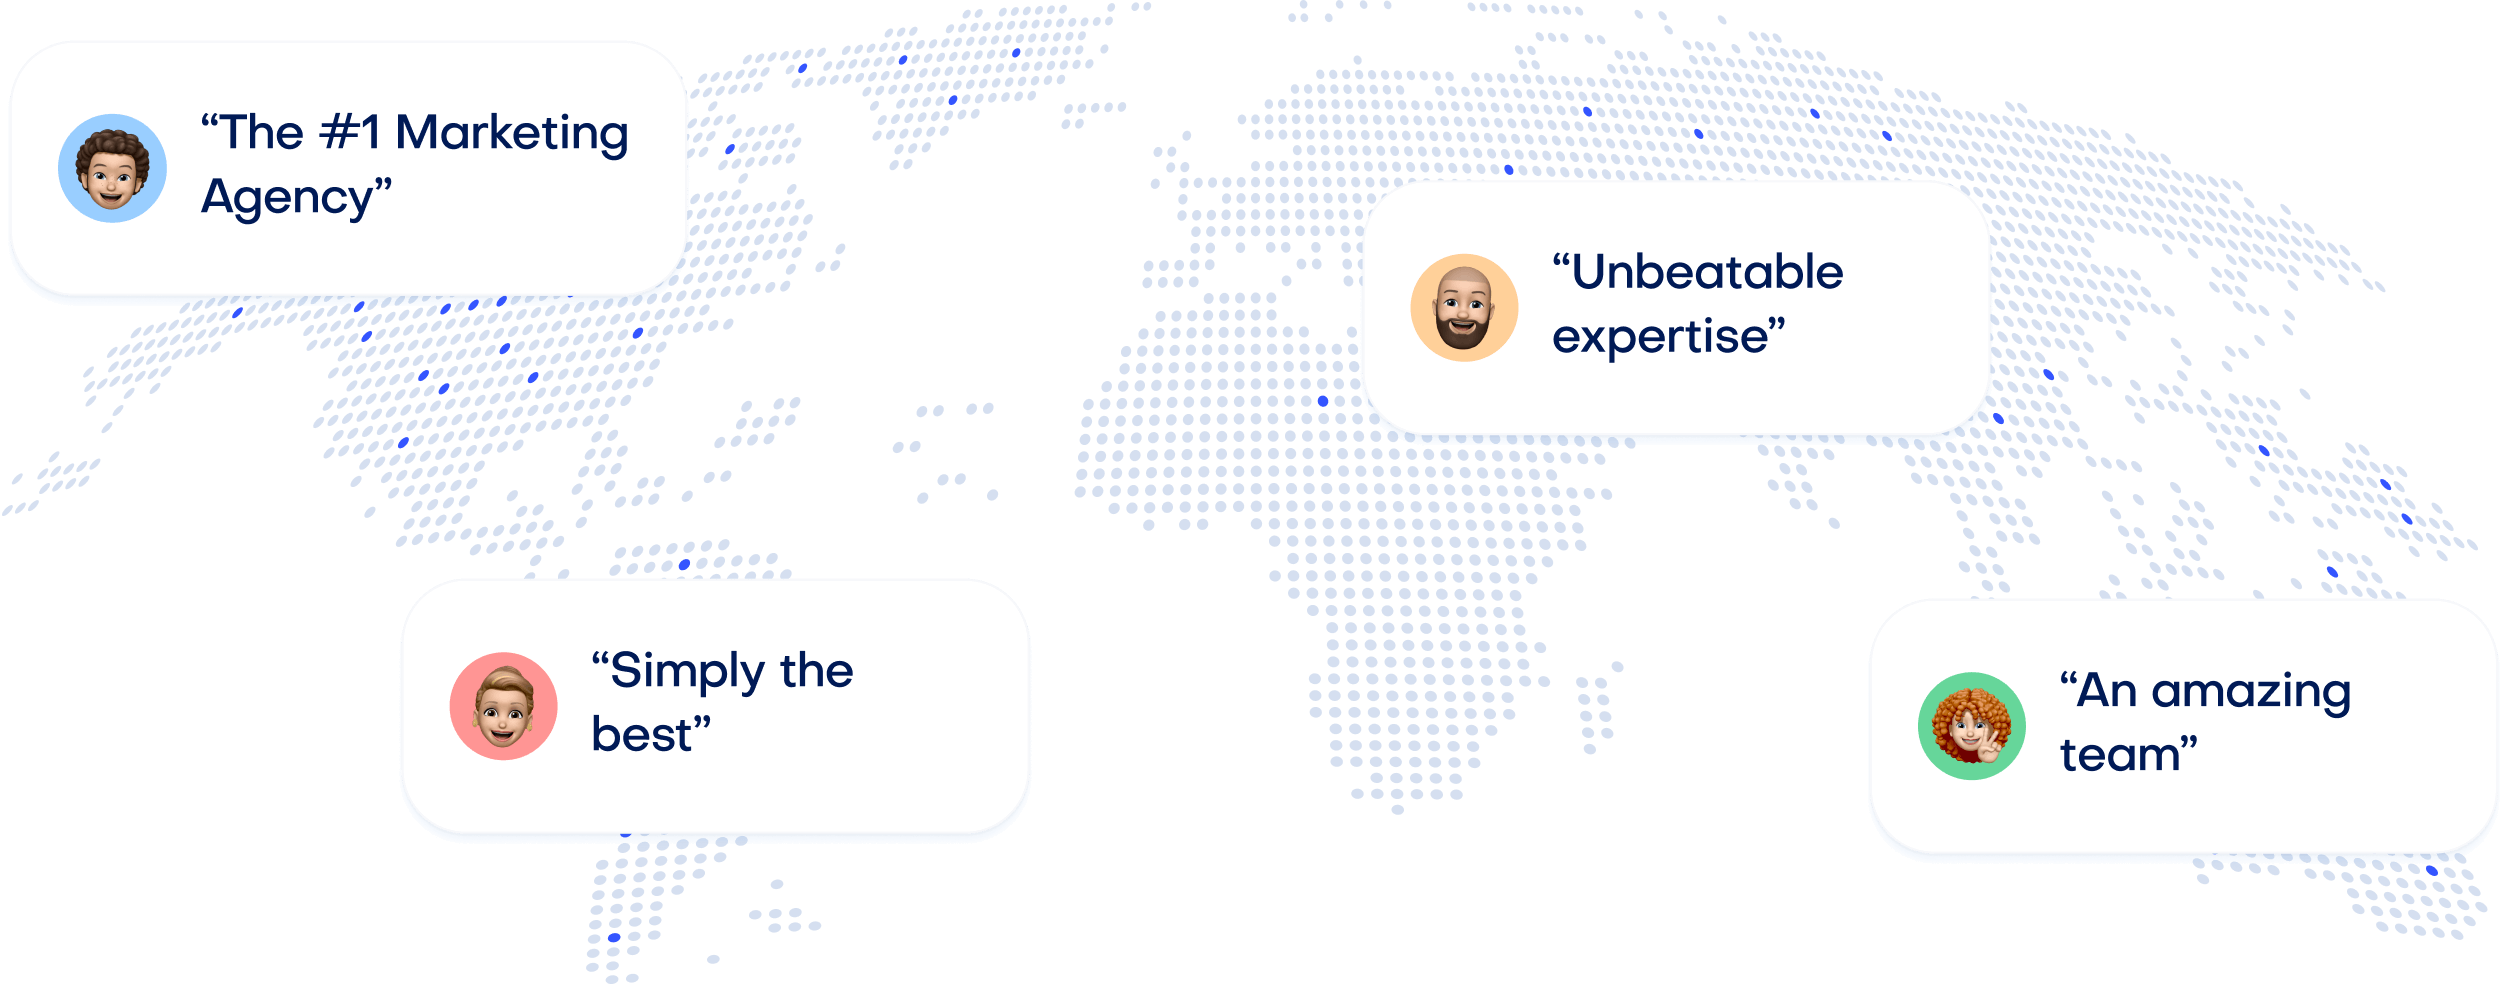 “The #1 Marketing
Agency”
“Unbeatable
expertise”
“Simply the
best”
“An amazing
team”